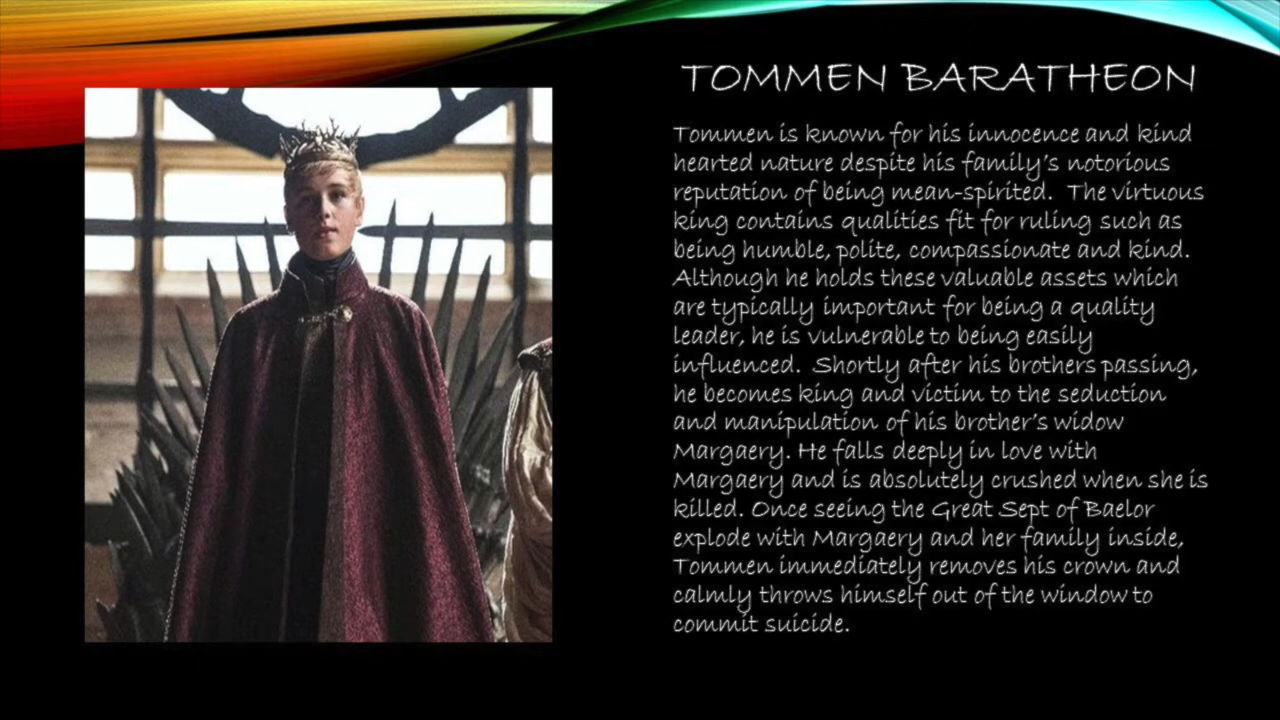 TOMMEN BARATHEON
Tommen is known for his innocence and kind
hearted nature despite his family's notorious
reputation of being mean-spirited. The virtuous
king contains qualities fit for ruling such as
being humble, polite, compassionate and kind.
Although he holds these valuable assets which
are typically important for being a quality
leader, he is vulnerable to being easily
influenced. Shortly after his brothers passing,
he becomes king and victim to the seduction
and manipulation of his brother's widow
Margaery. He falls deeply in love with
Margaery and is absolutely crushed when she is
killed. Once seeing the Great Sept of Baelor
explode with Margaery and her family inside,
Tommen immediately removes his crown and
calmly throws himself out of the window to
commit suicide.